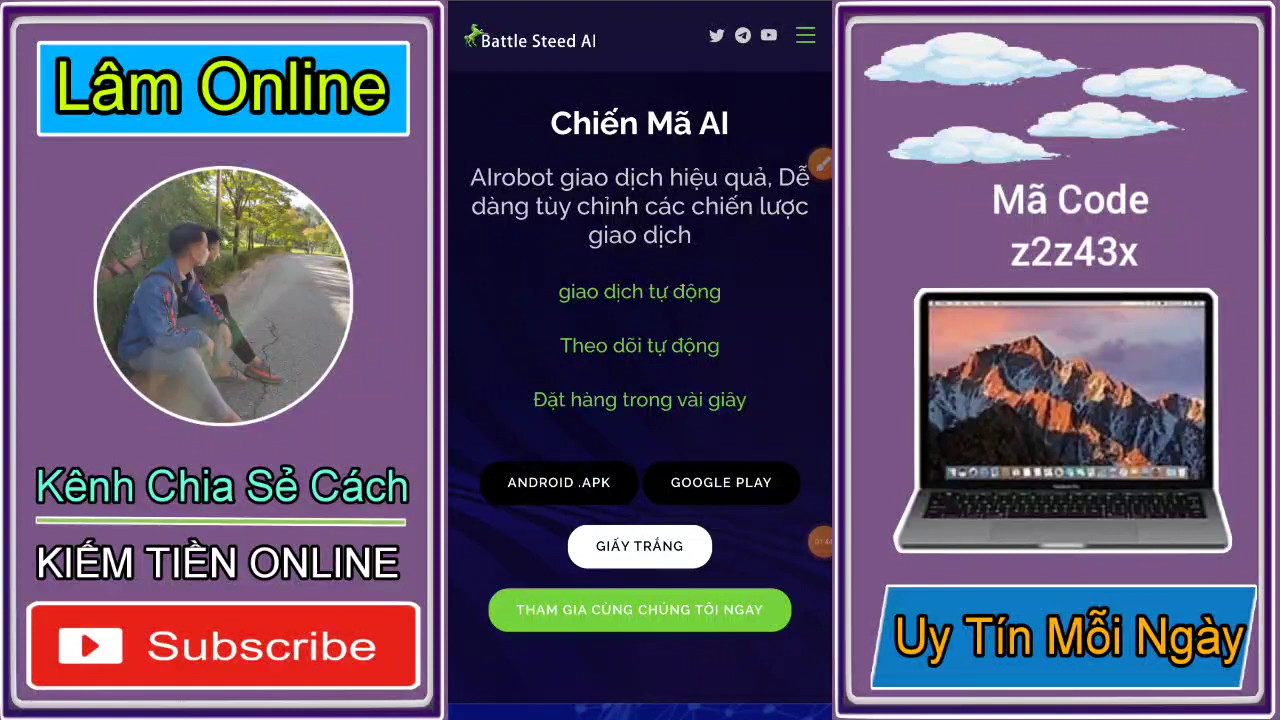 Lâm Online
Kênh Chia Sẻ Cách
KIẾM TIỀN ONLINE
Subscribe
Battle Steed AI
Chiến Mã AI
AIrobot giao dịch hiệu quả, Dễ
dàng tùy chỉnh các chiến lược
giao dịch
giao dịch tự động
Theo dõi tự động
Đặt hàng trong vài giây
ANDROID .APK
GOOGLE PLAY
GIẤY TRẮNG
THAM GIA CÙNG CHÚNG TÔI NGAY
Mã Code
z2z43x
Uy Tín Mỗi Ngày